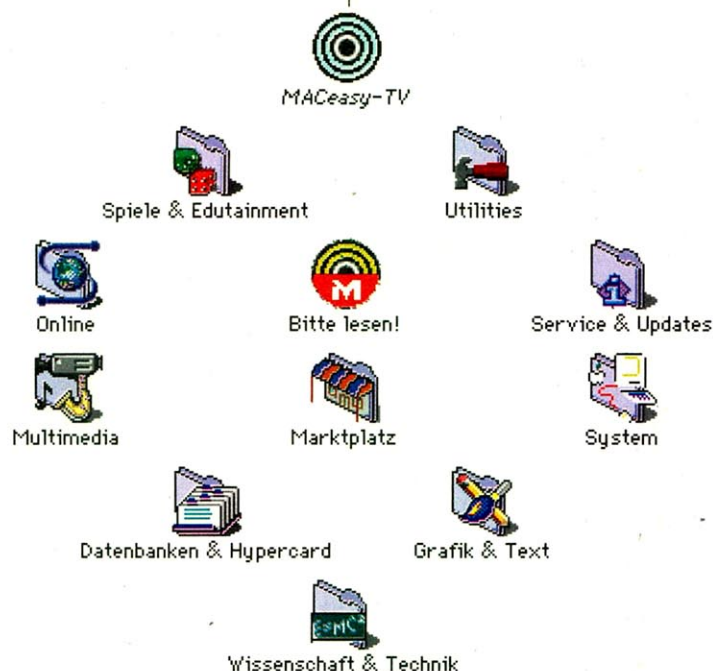 MACeasy-TV
Spiele & Edutainment
Utilities
Online
M
Bitte lesen!
Service & Updates
Multimedia
Marktplatz
System
Datenbanken & Hypercard
Grafik & Text
E=MC²
Wissenschaft & Technik